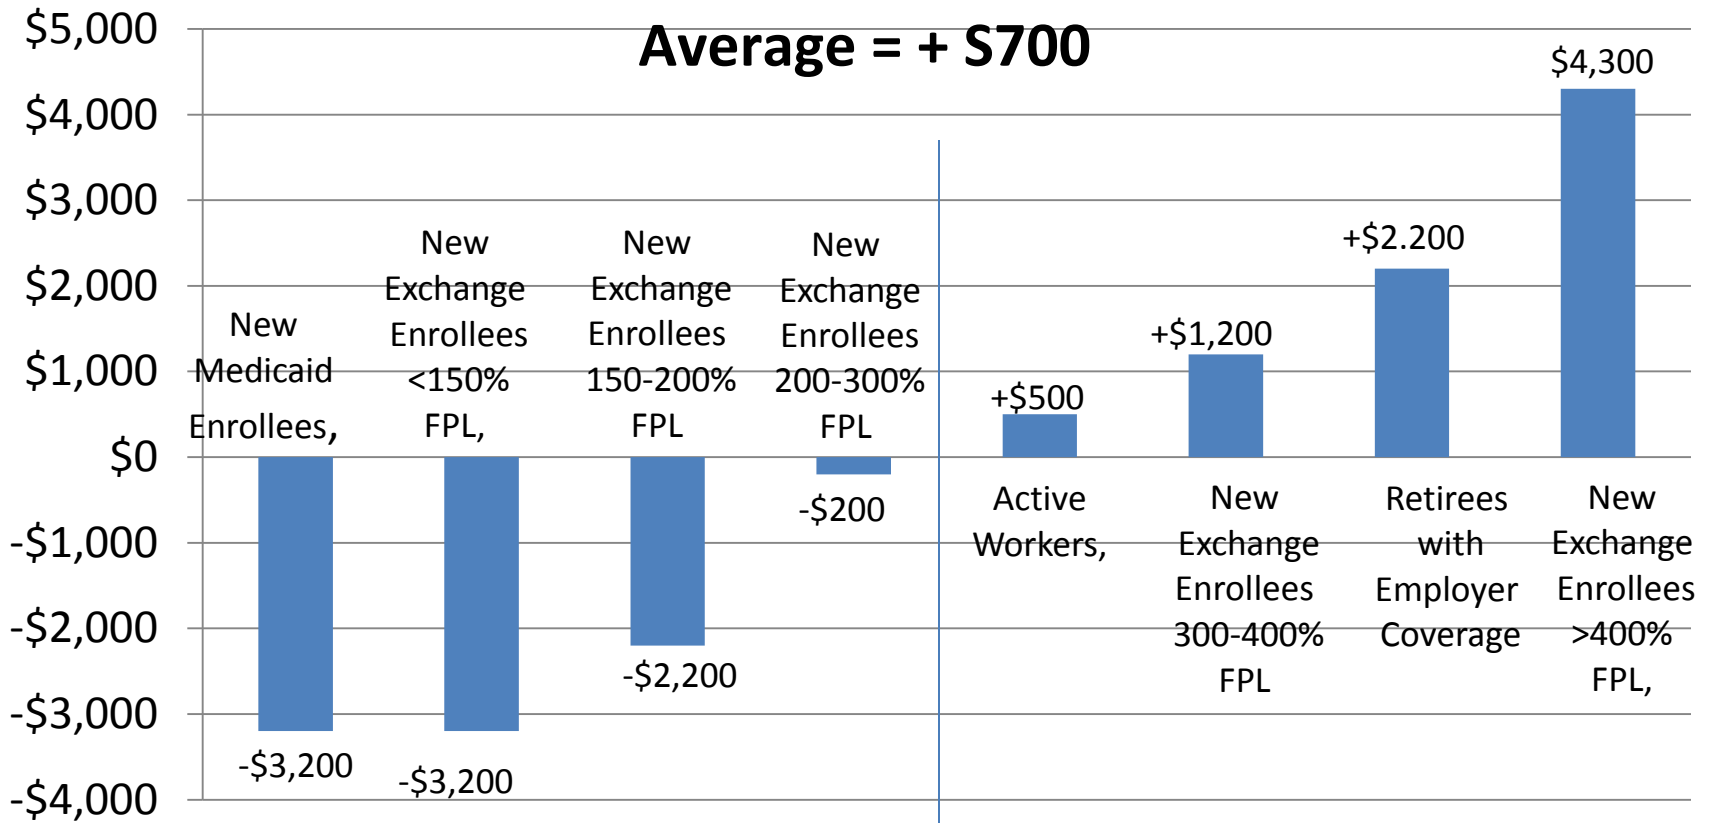 Average = + S700
$5,000
$4,000
$3,000
$2,000
$1,000
$0
-$1,000
-$2,000
-$3,000
-$4,000
New
Medicaid
Enrollees,
-$3,200
New
Exchange
Enrollees
<150%
FPL,
-$3,200
New
Exchange
Enrollees
150-200%
FPL
-$2,200
New
Exchange
Enrollees
200-300%
FPL
-$200
+$500
Active
Workers,
+$1,200
New
Exchange
Enrollees
300-400%
FPL
+$2.200
Retirees
with
Employer
Coverage
$4,300
New
Exchange
Enrollees
>400%
FPL,